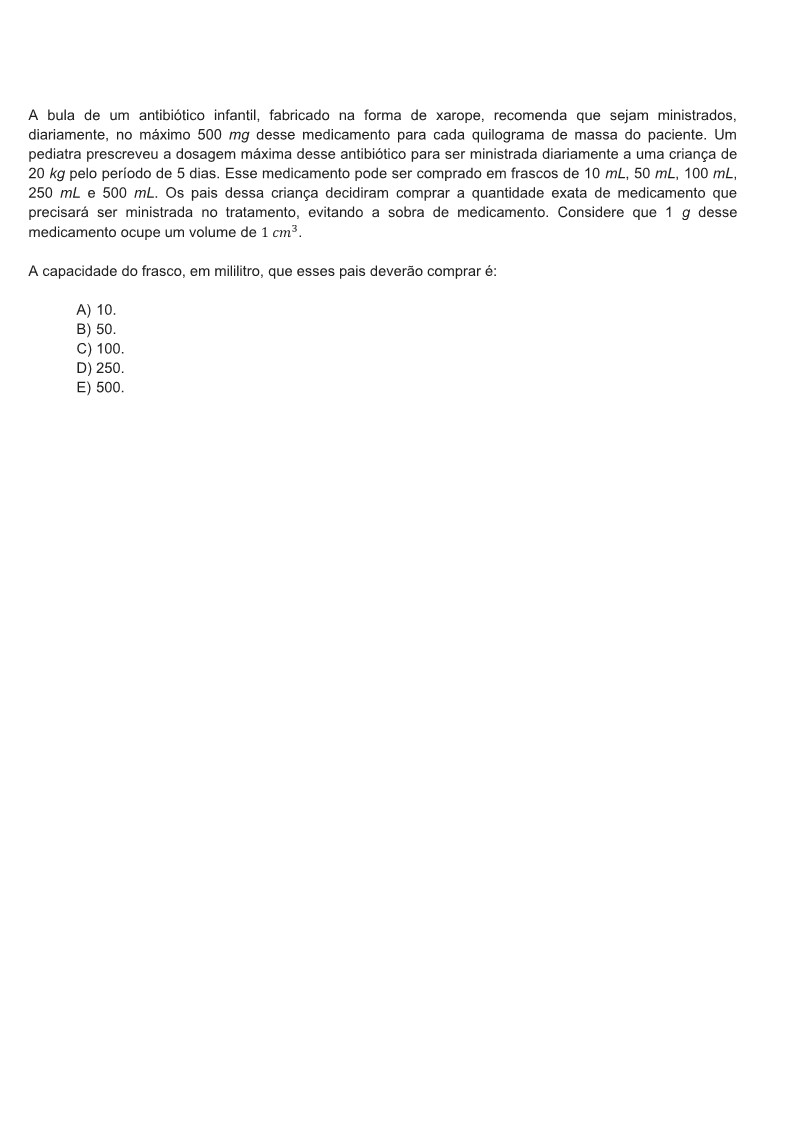 A bula de um antibiótico infantil, fabricado na forma de xarope, recomenda que sejam ministrados,
diariamente, no máximo 500 mg desse medicamento para cada quilograma de massa do paciente. Um
pediatra prescreveu a dosagem máxima desse antibiótico para ser ministrada diariamente a uma criança de
20 kg pelo período de 5 dias. Esse medicamento pode ser comprado em frascos de 10 mL, 50 mL, 100 mL,
250 mL e 500 mL. Os pais dessa criança decidiram comprar a quantidade exata de medicamento que
precisará ser ministrada no tratamento, evitando a sobra de medicamento. Considere que 1 g desse
medicamento ocupe um volume de 1 cm³.
A capacidade do frasco, em mililitro, que esses pais deverão comprar é:
A) 10.
B) 50.
C) 100.
D) 250.
E) 500.